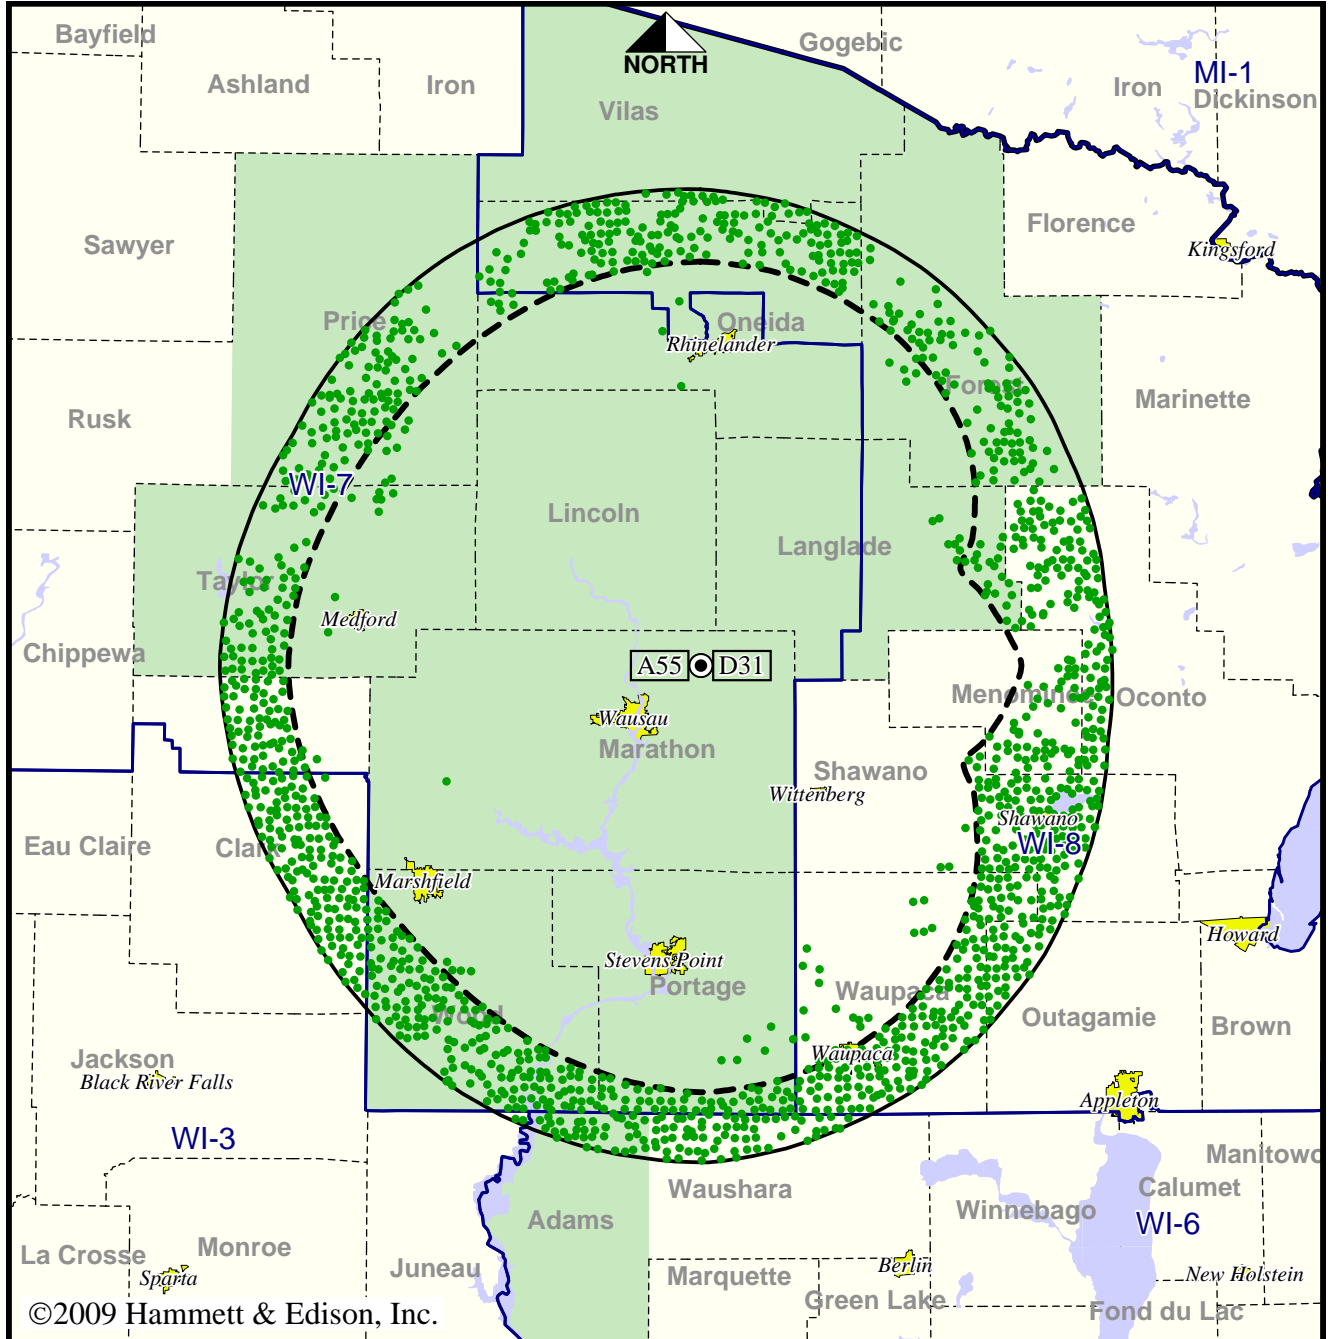 Bayfield
Gogebic
NORTH
Ashland
Iron
MI-1
Iron
Dickinson
Vilas
Florence
Sawyer
Kingsford
Price
Oneida
Rhinelander
Forest
Marinette
Rusk
WI-7
Lincoln
Langlade
Taylor
Medford
Chippewa
A55
D31
Menominee
Oconto
Wausau
Marathon
Shawano
Wittenberg
Shawano
WI-8
Eau Claire
Clark
Marshfield
Howard
Stevens Point
Portage
Waupaca
Wood
Outagamie
Brown
Jackson
Black River Falls
Waupaca
Appleton
WI-3
Manitowo
Waushara
Calumet
Winnebago
WI-6
Adams
La Crosse
Monroe
Sparta
Juneau
Marquette
Berlin
New Holstein
Green Lake
Fond du Lac
©2009 Hammett & Edison, Inc.